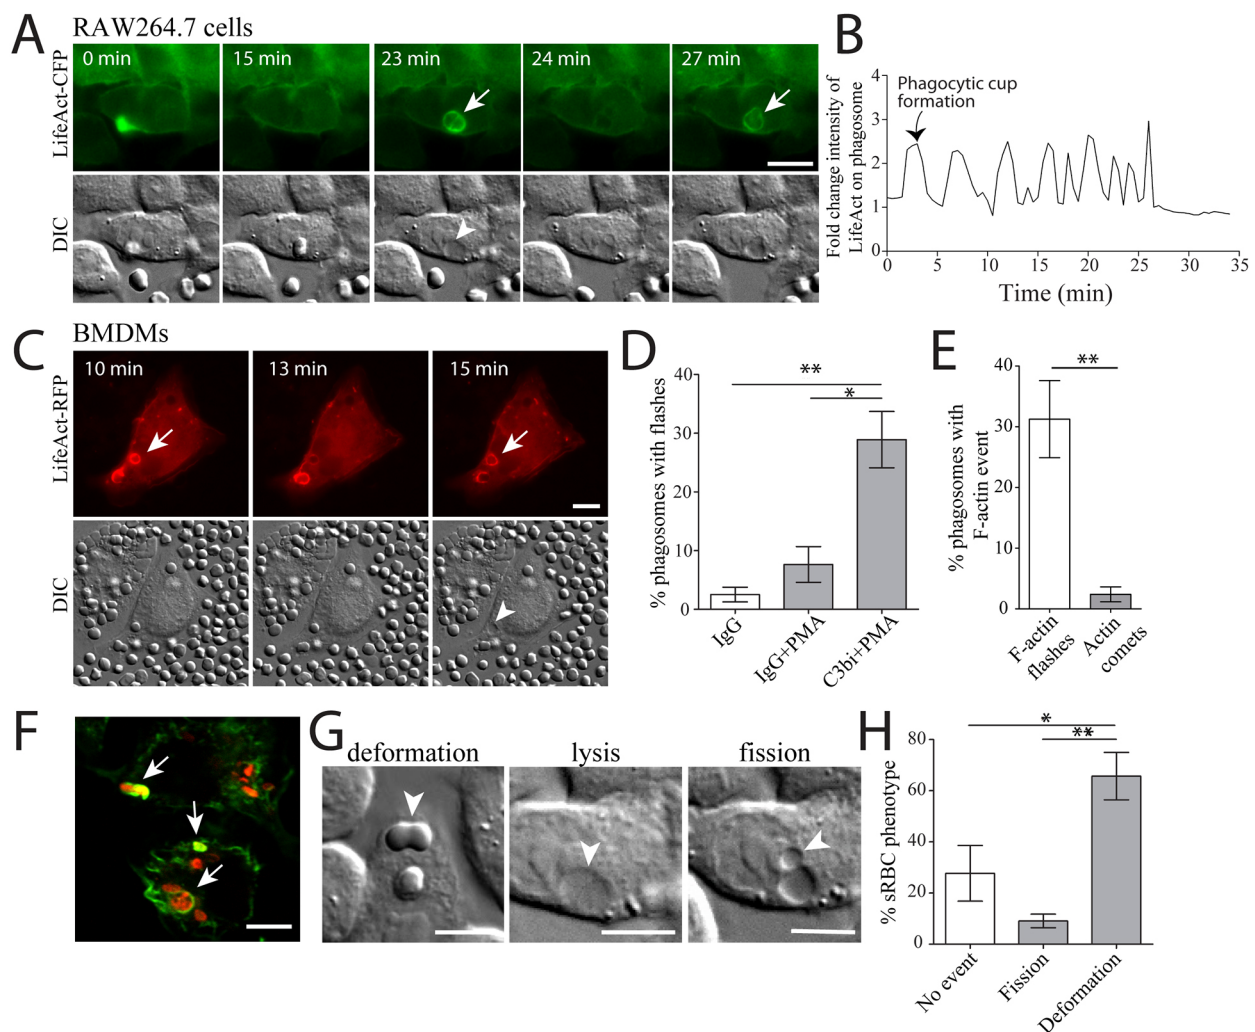 A
RAW264.7 cells
LifeAct-CFP
0 min
15 min
23 min
24 min
27 min
DIC
B
Fold change intensity of
LifeAct on phagosome
4
3
2
1
0
Phagocytic cup
formation
0 5 10 15 20 25 30 35
Time (min)
C
BMDMs
LifeAct-RFP
10 min
13 min
15 min
DIC
D
% phagosomes with flashes
40
30
20
10
0
**
*
IgG
IgG+PMA
C3bi+PMA
E
% phagosomes with
F-actin event
40
30
20
10
0
**
F-actin
flashes
Actin
comets
F
G
deformation
lysis
fission
H
% sRBC phenotype
80
60
40
20
0
*
**
No event
Fission
Deformation